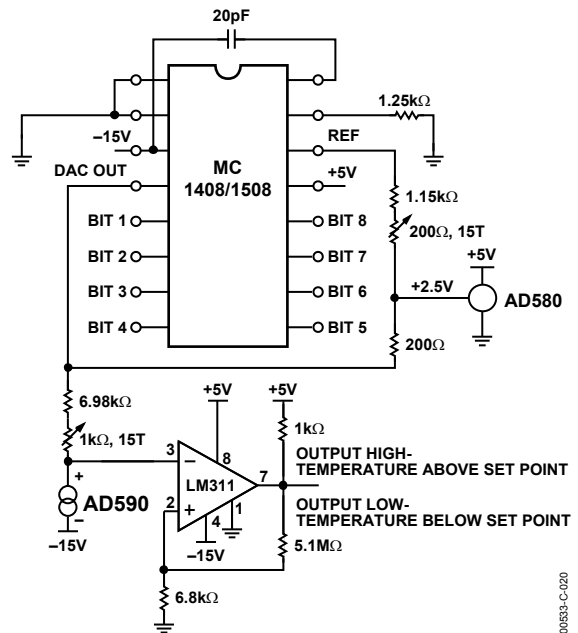 20pF
1.25kΩ
–15V
REF
DAC OUT
MC
1408/1508
+5V
1.15kΩ
BIT 1
BIT 8
200Ω, 15T
BIT 2
BIT 7
+5V
BIT 3
BIT 6
+2.5V
AD580
BIT 4
BIT 5
200Ω
6.98kΩ
+5V
+5V
1kΩ, 15T
1kΩ
3
8
OUTPUT HIGH-
TEMPERATURE ABOVE SET POINT
–
LM311
7
+
AD590
–
2
+
4
1
OUTPUT LOW-
TEMPERATURE BELOW SET POINT
–15V
–15V
5.1MΩ
6.8kΩ
00533-C-020